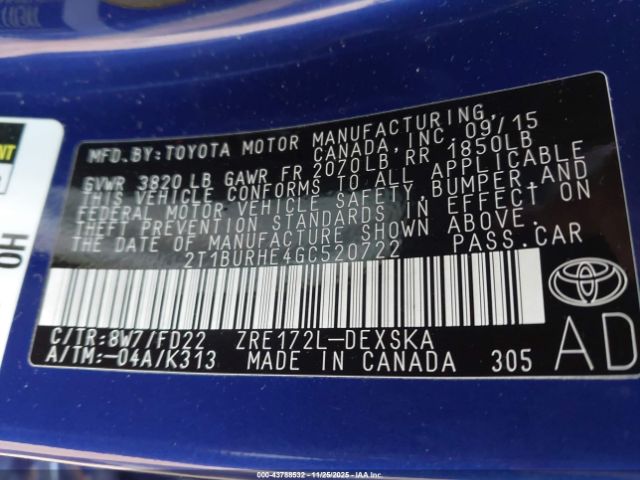 MFD. BY: TOYOTA MOTOR MANUFACTURING,
CANADA, INC. 09/15
GVWR 3820 LB GAWR FR 2070LB, RR 1850LB
THIS VEHICLE CONFORMS TO ALL APPLICABLE
FEDERAL MOTOR VEHICLE SAFETY, BUMPER, AND
THEFT PREVENTION STANDARDS IN EFFECT ON
THE DATE OF MANUFACTURE SHOWN ABOVE.
2T1BURHE4GC520722 PASS.CAR
C/TR:8W7/FD22 ZRE172L-DEXSKA
A/TM:-04A/K313 MADE IN CANADA 305
AD
HO
000-43788532 - 11/25/2025 - IAA, Inc.